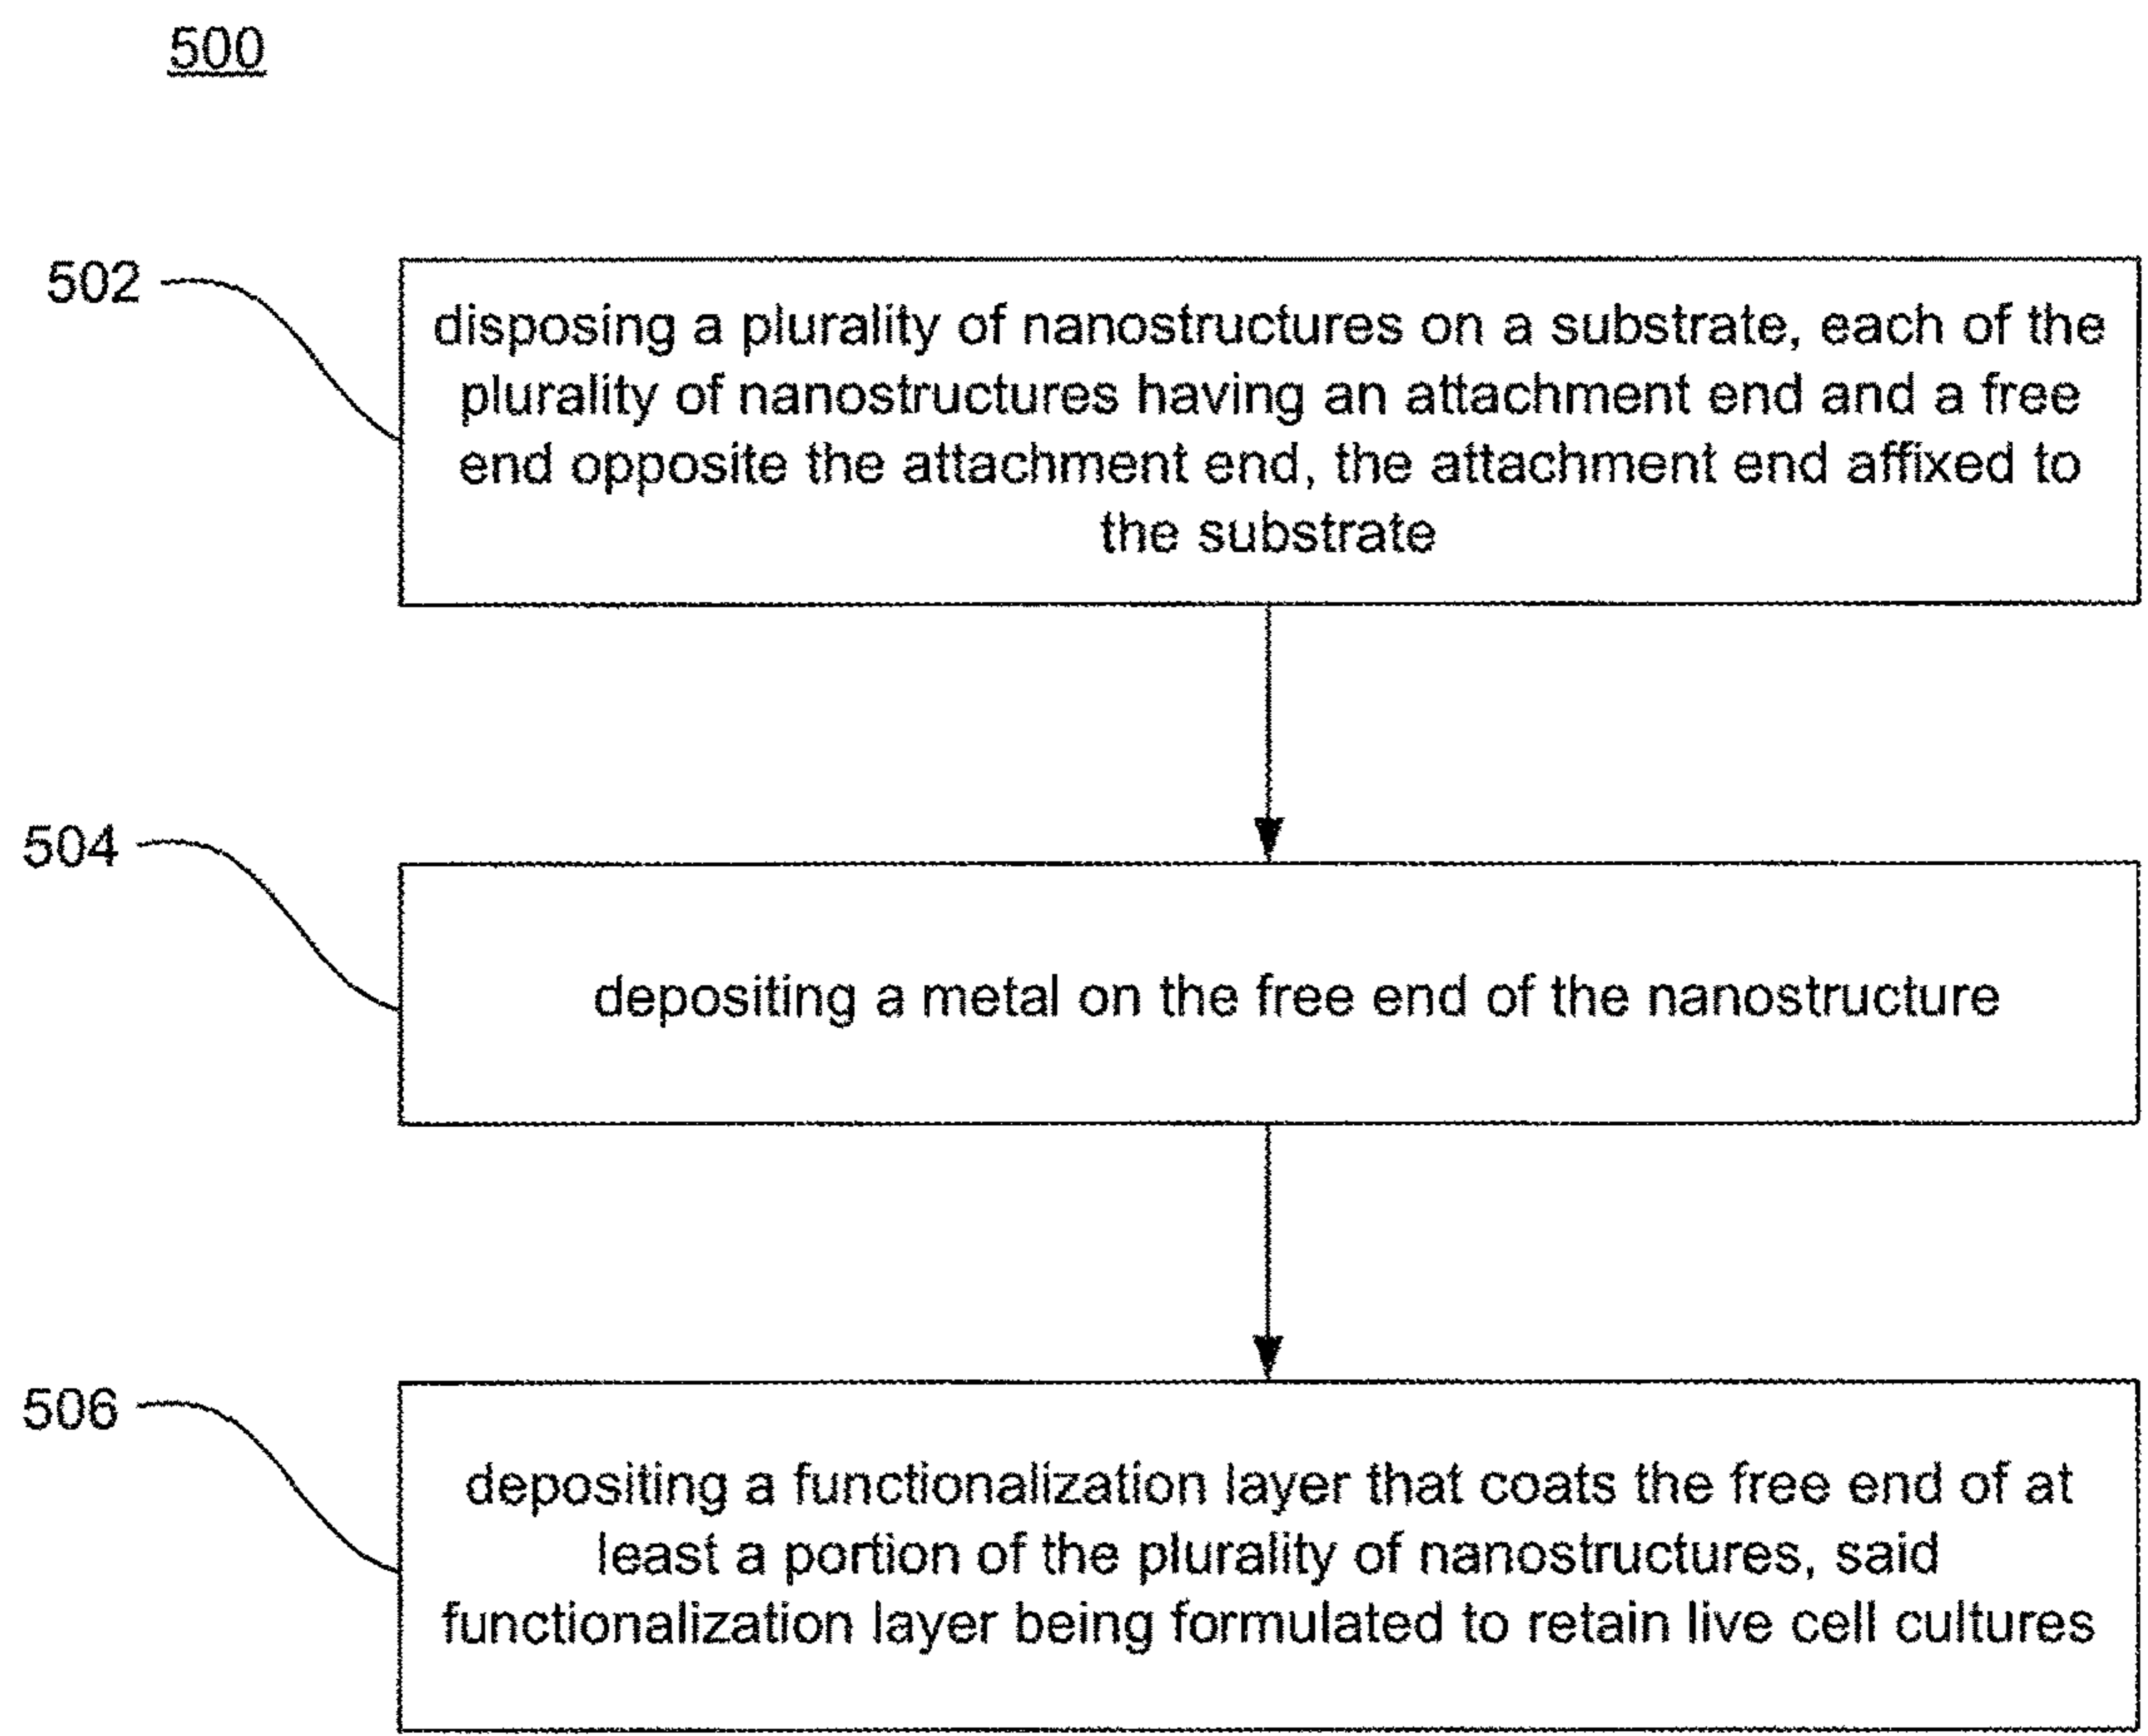 500
502
disposing a plurality of nanostructures on a substrate, each of the
plurality of nanostructures having an attachment end and a free
end opposite the attachment end, the attachment end affixed to
the substrate
504
depositing a metal on the free end of the nanostructure
506
depositing a functionalization layer that coats the free end of at
least a portion of the plurality of nanostructures, said
functionalization layer being formulated to retain live cell cultures